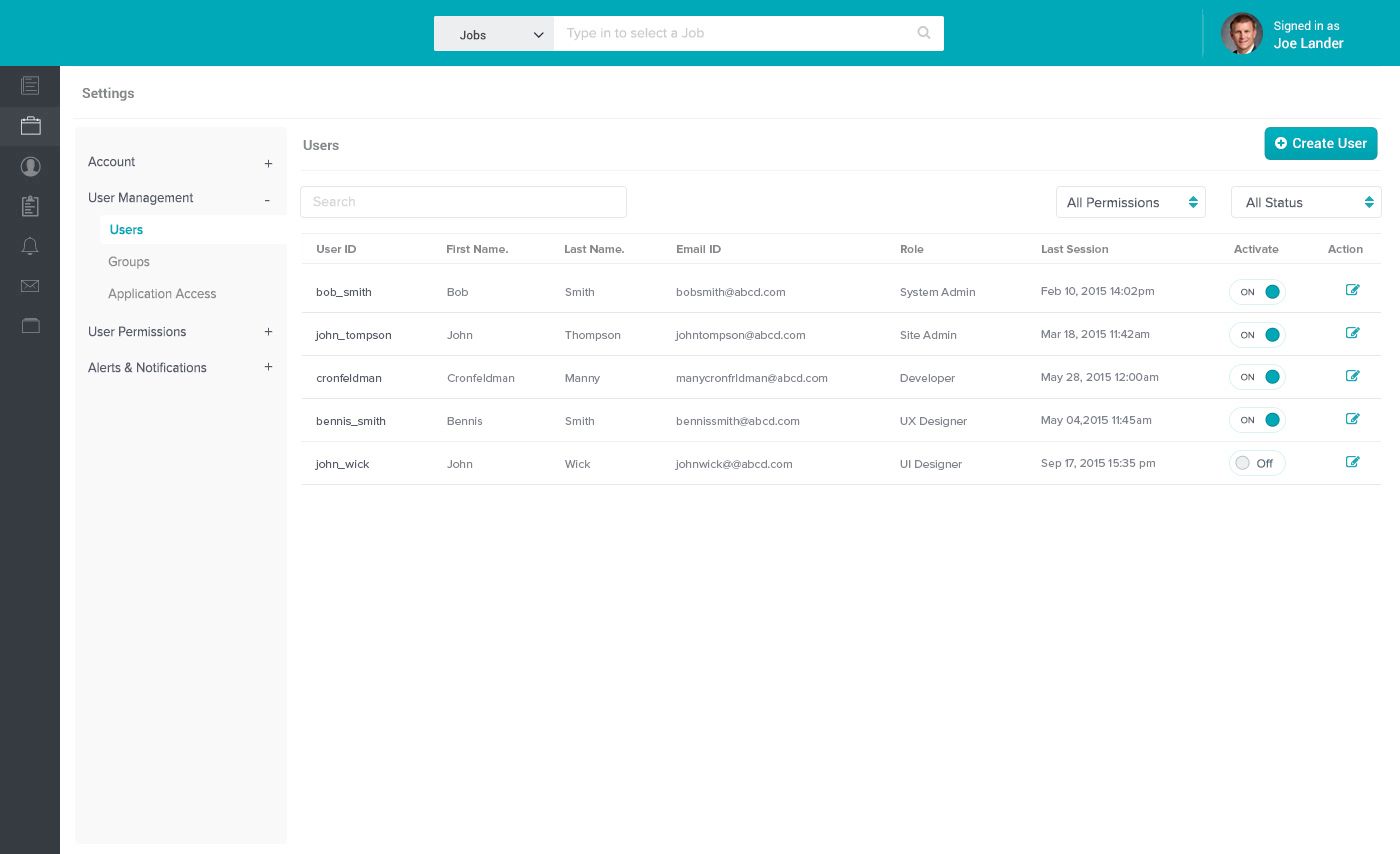 Jobs
Type in to select a Job
Signed in as
Joe Lander
Settings
Account +
User Management -
Users
Groups
Application Access
User Permissions +
Alerts & Notifications +
Users
Create User
Search
All Permissions
All Status
User ID First Name. Last Name. Email ID Role Last Session Activate Action
bob_smith Bob Smith bobsmith@abcd.com System Admin Feb 10, 2015 14:02pm ON
john_tompson John Thompson johntompson@abcd.com Site Admin Mar 18, 2015 11:42am ON
cronfeldman Cronfeldman Manny manycronfrldman@abcd.com Developer May 28, 2015 12:00am ON
bennis_smith Bennis Smith bennissmith@abcd.com UX Designer May 04,2015 11:45am ON
john_wick John Wick johnwick@@abcd.com UI Designer Sep 17, 2015 15:35 pm Off